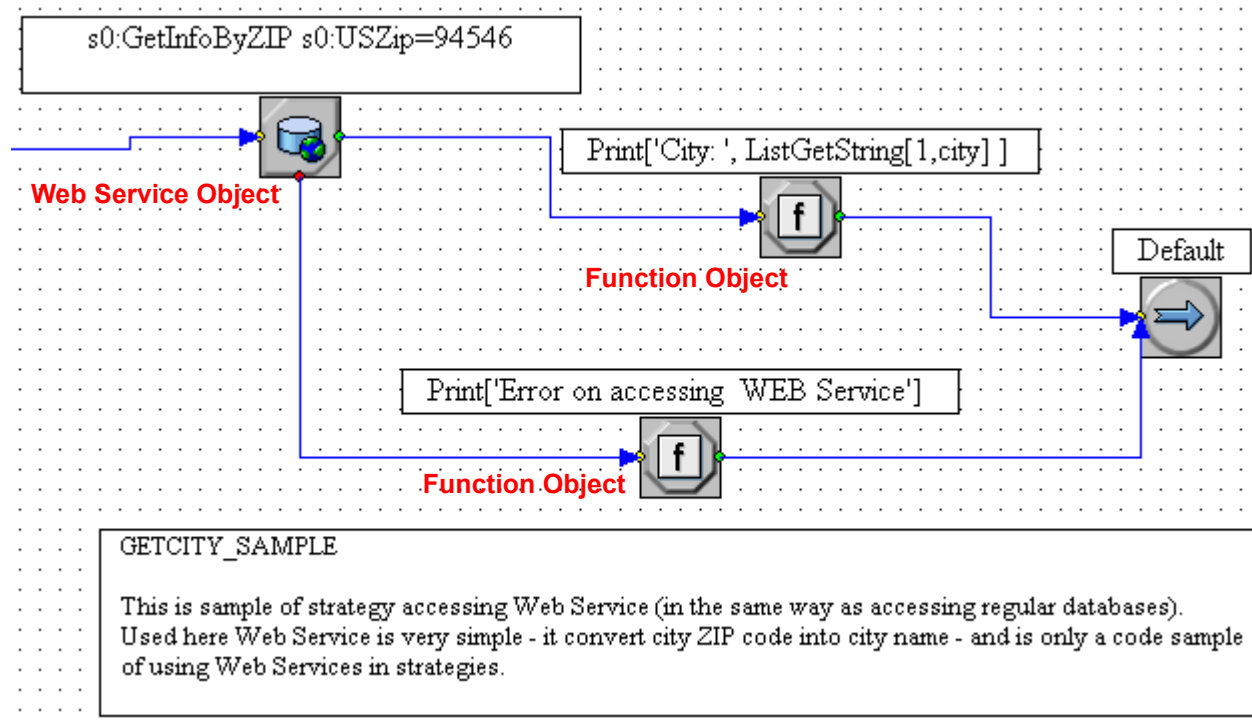 s0:GetInfoByZIP s0:USZip=94546
Print['City: ', ListGetString[1,city] ]
Web Service Object
f
Default
Function Object
Print['Error on accessing  WEB Service']
f
Function Object
GETCITY_SAMPLE
This is sample of strategy accessing Web Service (in the same way as accessing regular databases).
Used here Web Service is very simple - it convert city ZIP code into city name - and is only a code sample
of using Web Services in strategies.